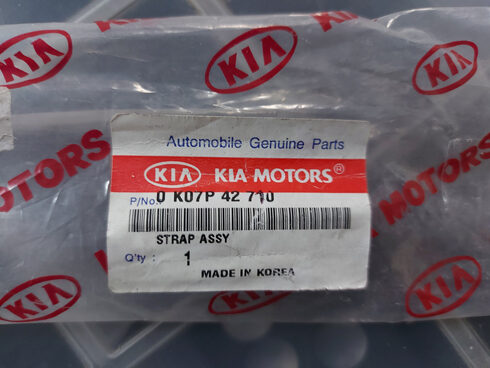 KIA
KIA
KIA
KIA
MOTORS
MOTORS
Automobile Genuine Parts
KIA KIA MOTORS®
P/No.: 0 K07P 42 710
STRAP ASSY
Q'ty : 1
MADE IN KOREA
MOTORS
KIA
KIA